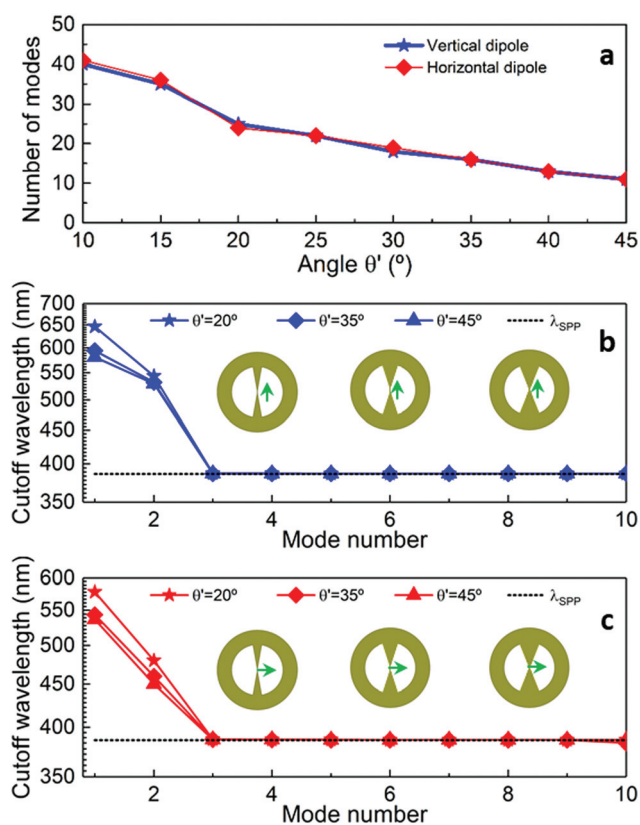 50
40
30
20
10
0
Number of modes
Vertical dipole
Horizontal dipole
a
10 15 20 25 30 35 40 45
Angle θ' (º)
700
650
600
550
500
450
400
350
Cutoff wavelength (nm)
θ'=20º θ'=35º θ'=45º λSPP
b
2 4 6 8 10
Mode number
600
550
500
450
400
350
Cutoff wavelength (nm)
θ'=20º θ'=35º θ'=45º λSPP
c
2 4 6 8 10
Mode number